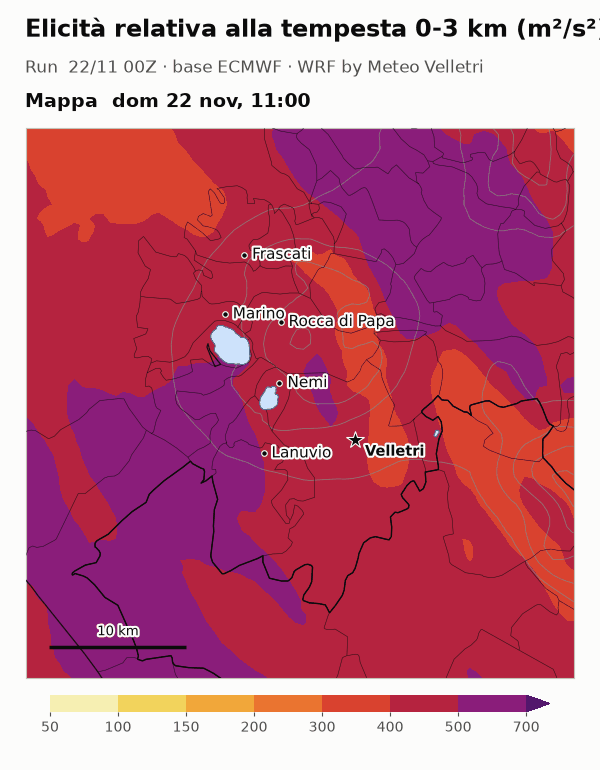 Elicità relativa alla tempesta 0-3 km (m²/s²)
Run 22/11 00Z · base ECMWF · WRF by Meteo Velletri
Mappa dom 22 nov, 11:00
Frascati
Marino
Rocca di Papa
Nemi
Velletri
Lanuvio
10 km
50 100 150 200 300 400 500 700